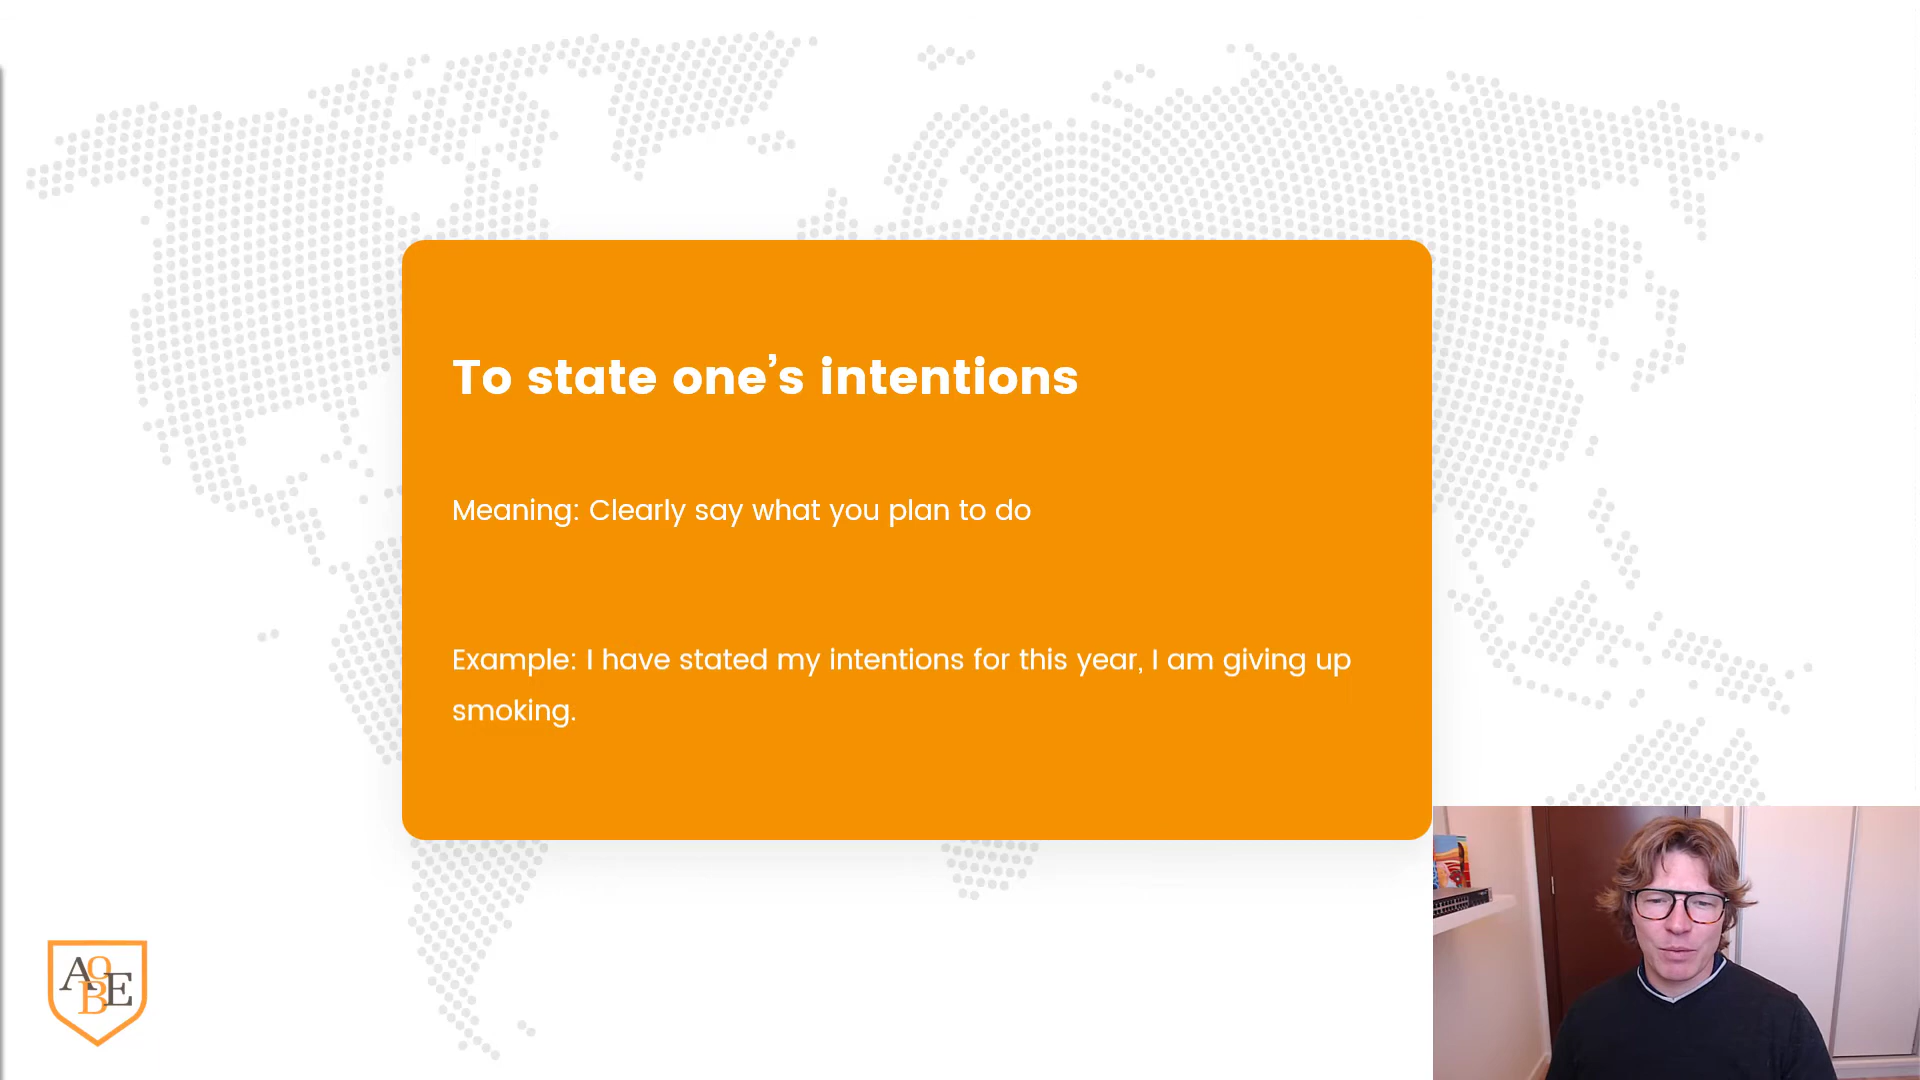 To state one’s intentions
Meaning: Clearly say what you plan to do
Example: I have stated my intentions for this year, I am giving up
smoking.
AOBE